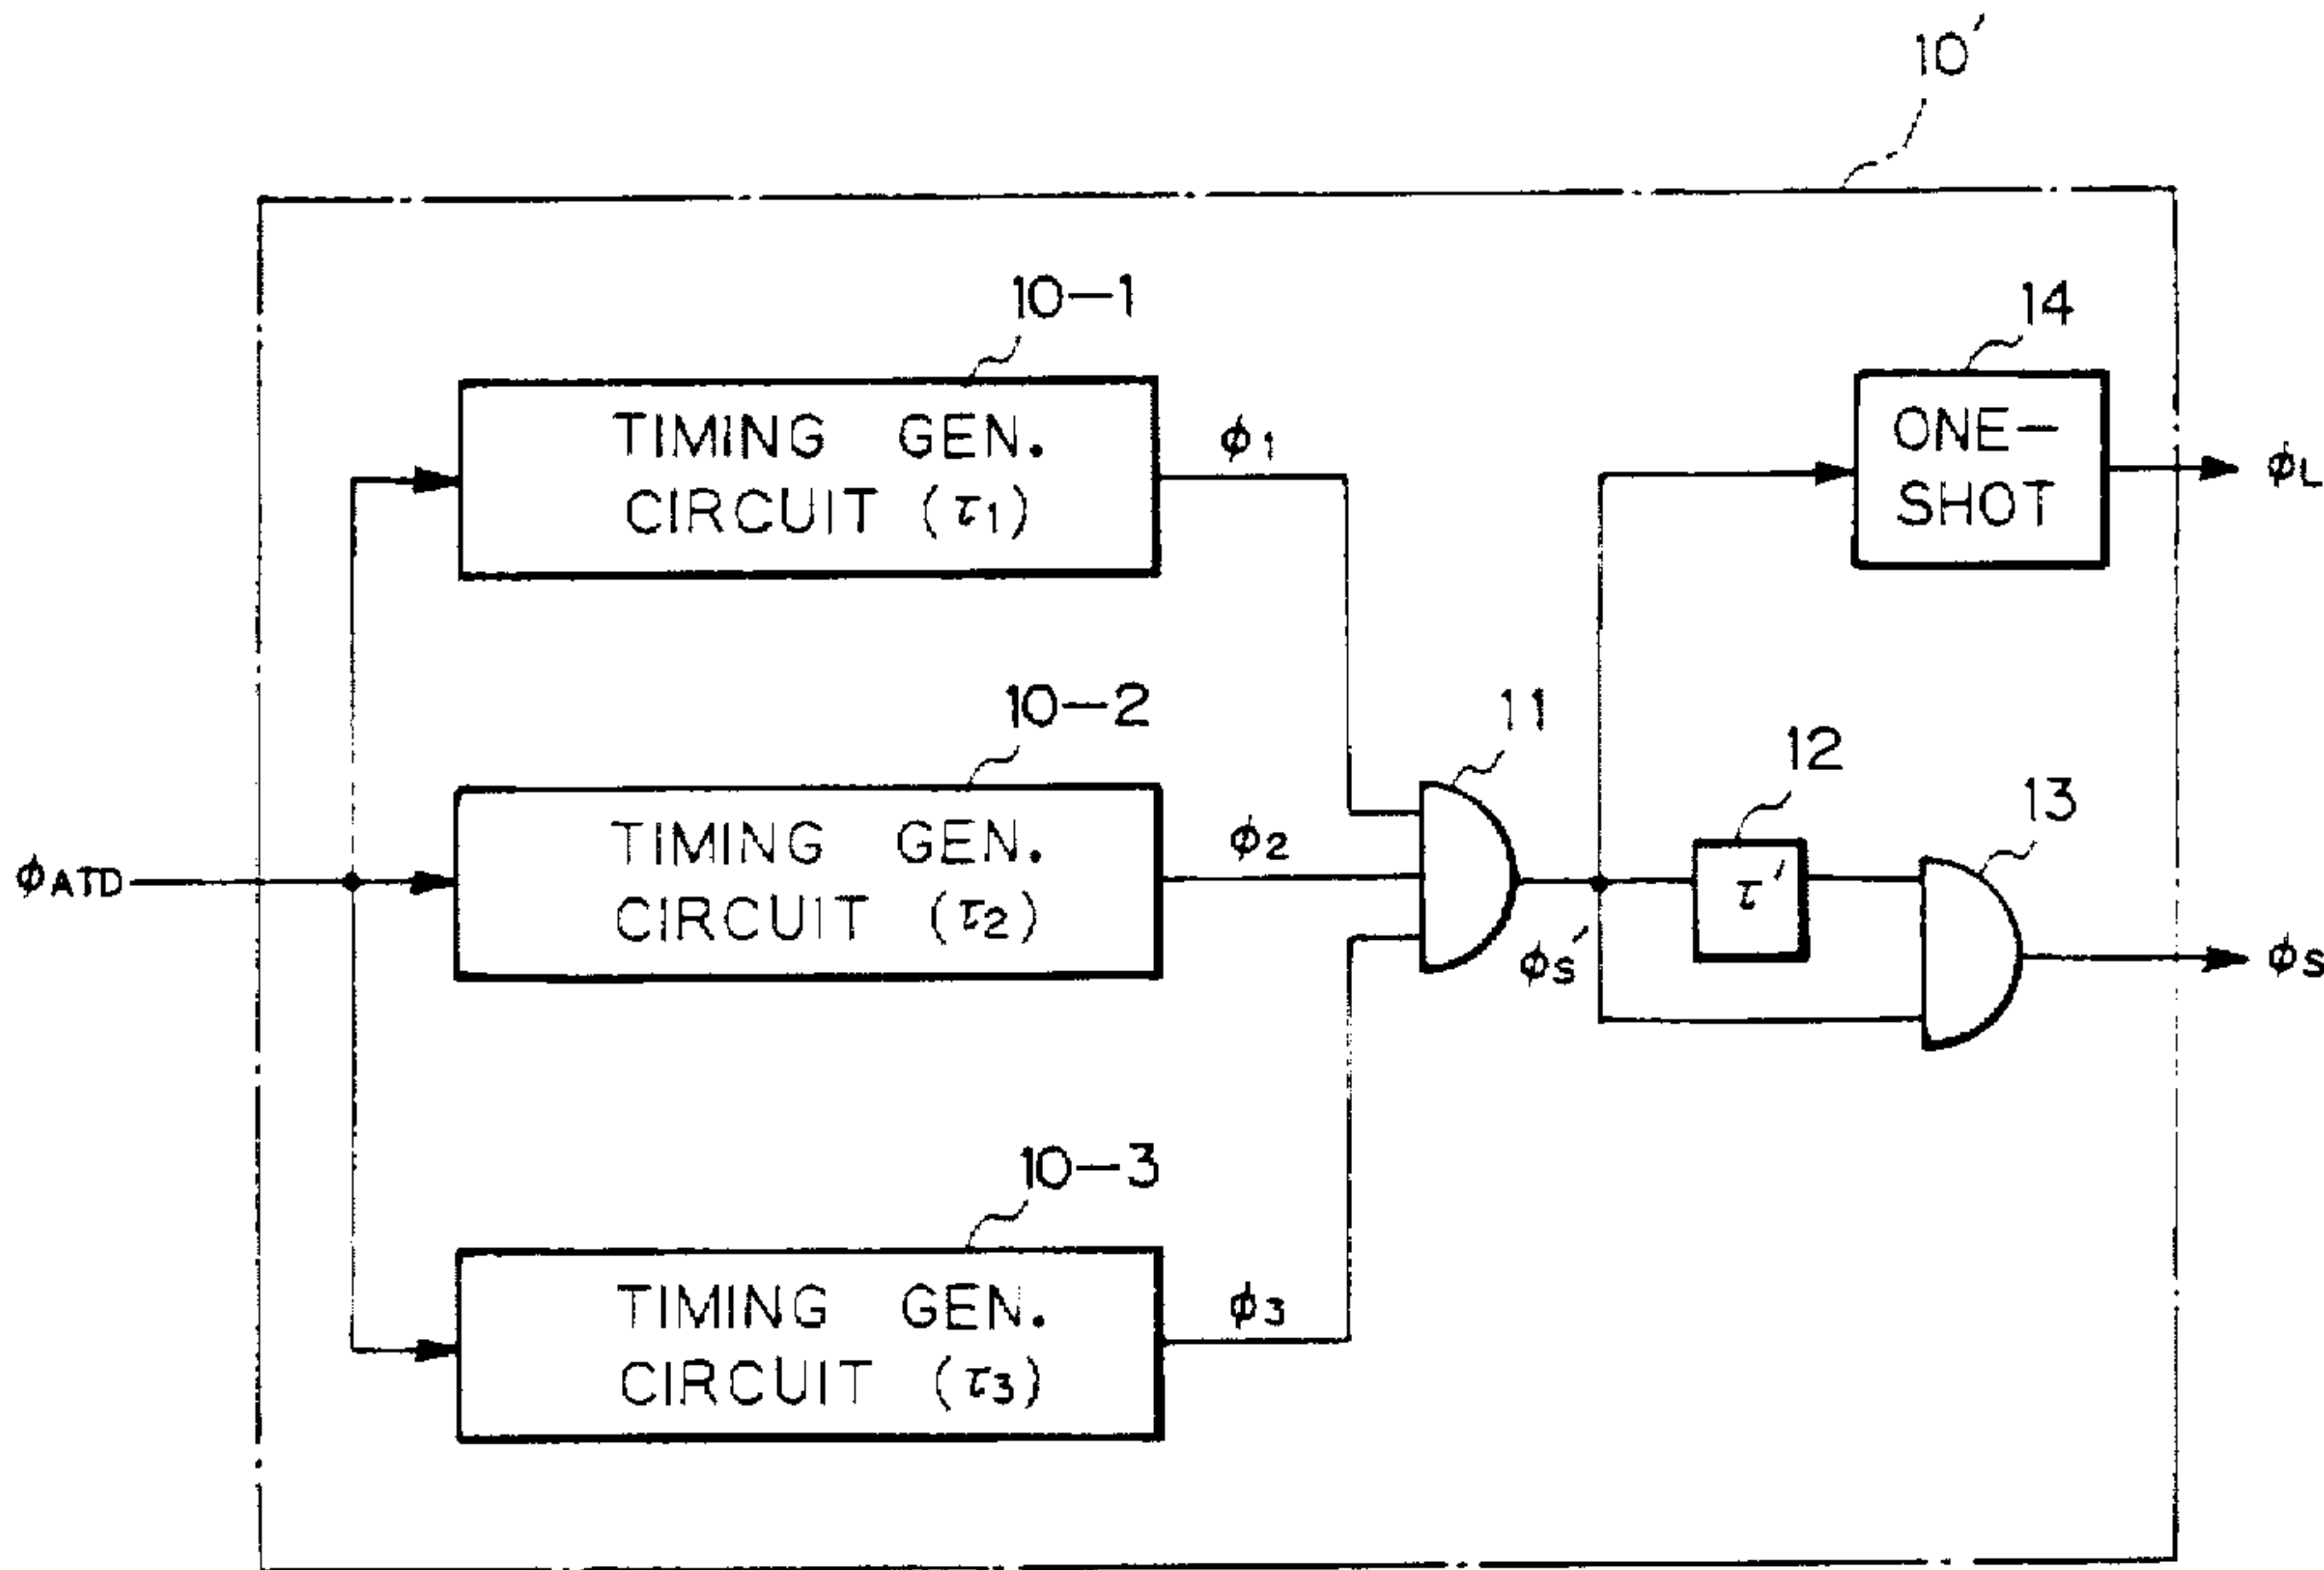 10′
10-1
TIMING GEN.
CIRCUIT (τ1)
ϕ1
14
ONE-
SHOT
ϕL
10-2
TIMING GEN.
CIRCUIT (τ2)
ϕ2
11
12
τ′
13
ϕATD
ϕS′
ϕS
10-3
TIMING GEN.
CIRCUIT (τ3)
ϕ3